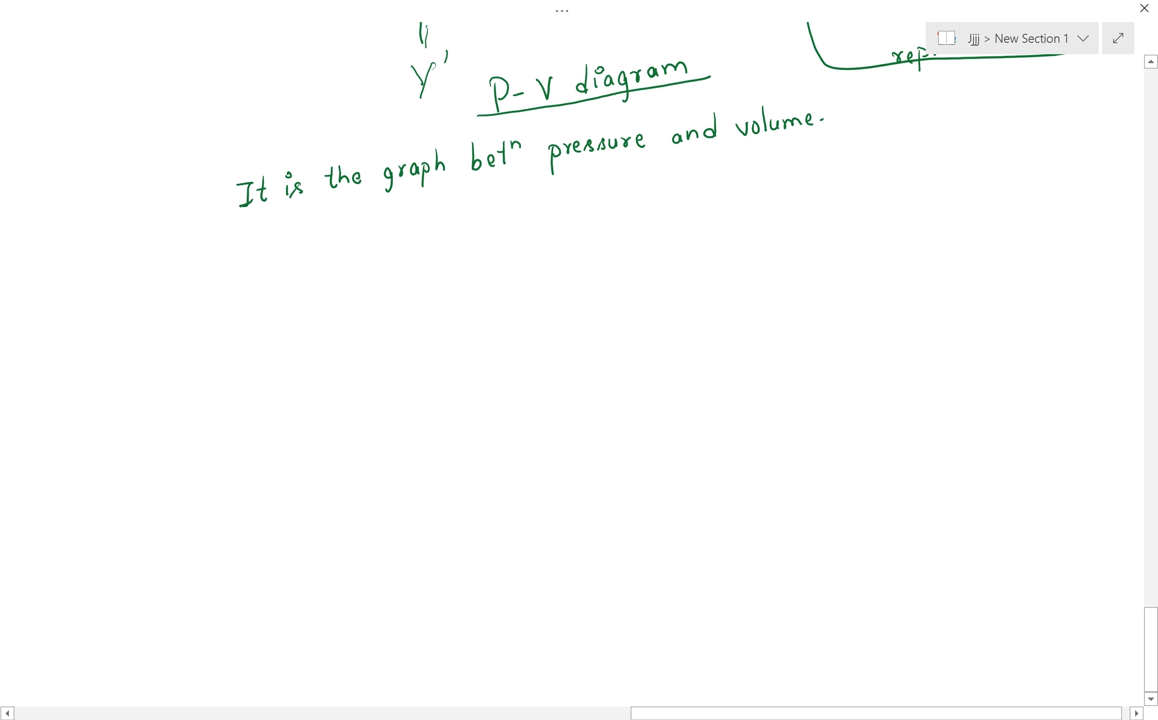 ...
Jjjj > New Section 1
y'
P-V diagram
It is the graph betⁿ pressure and volume.